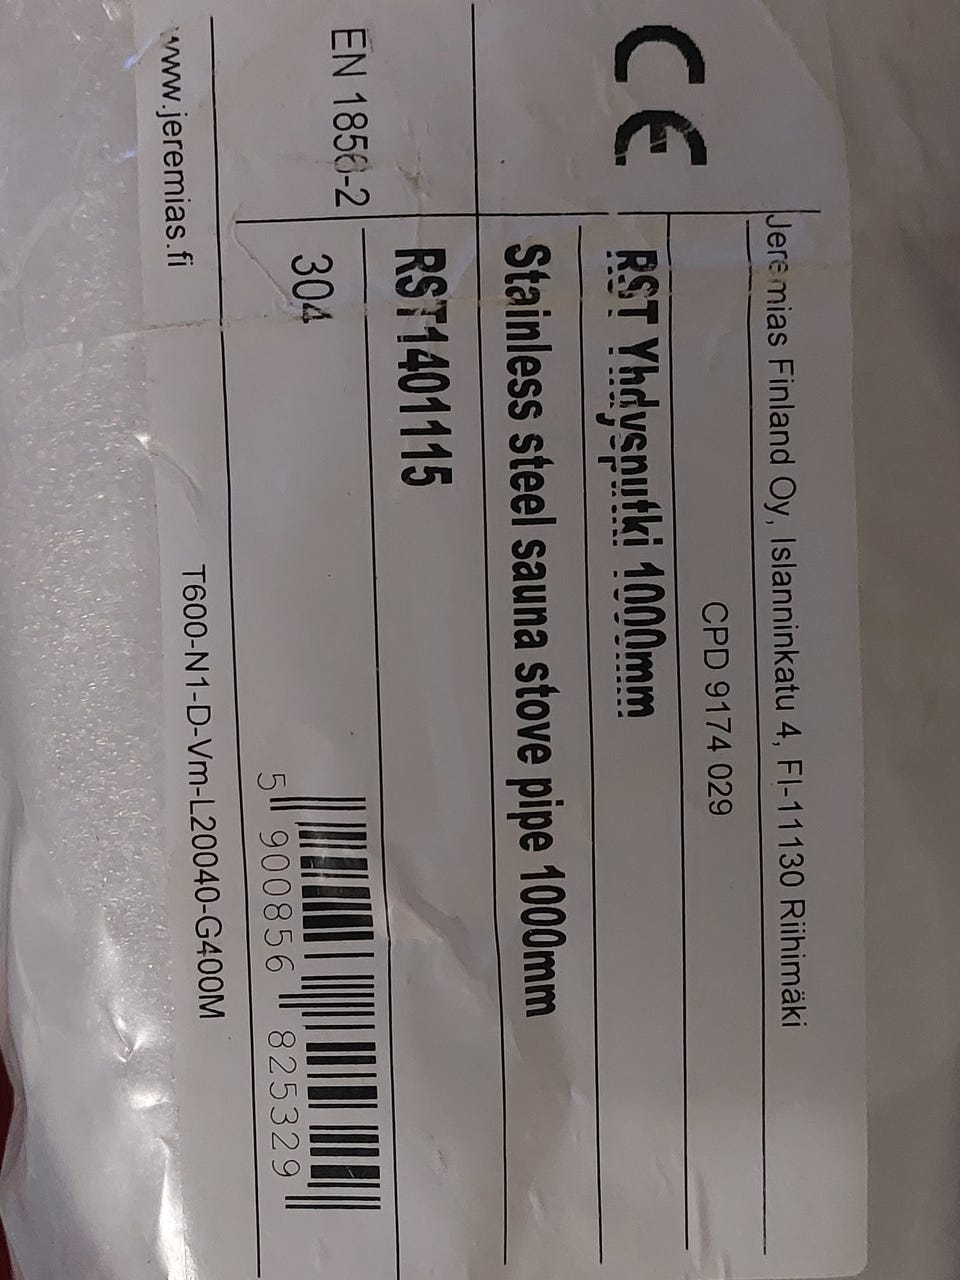 CE
Jeremias Finland Oy, Islanninkatu 4, FI-11130 Riihimäki
CPD 9174 029
RST Yhdysputki 1000mm
Stainless steel sauna stove pipe 1000mm
EN 1856-2
RST1401115
304
5 900856 825329
www.jeremias.fi
T600-N1-D-Vm-L20040-G400M